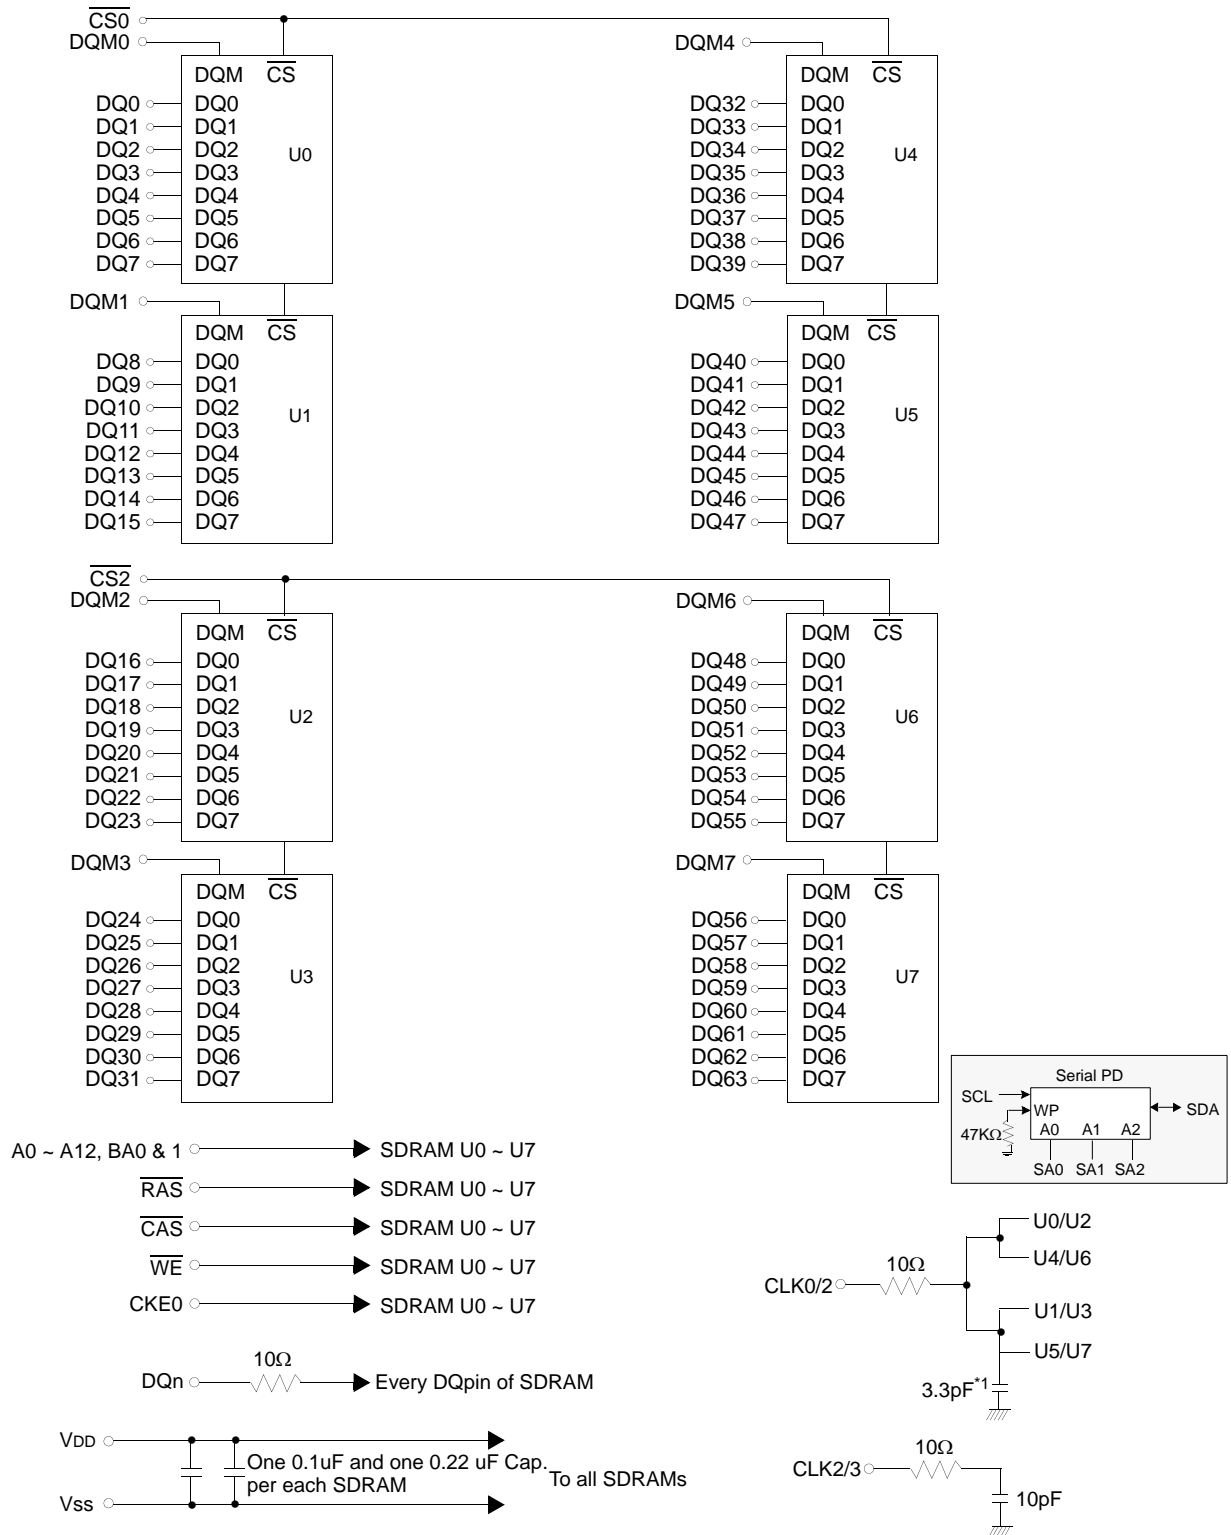 CS0
DQM0
DQM CS
DQ0 DQ0
DQ1 DQ1
DQ2 DQ2
DQ3 DQ3
DQ4 DQ4
DQ5 DQ5
DQ6 DQ6
DQ7 DQ7
U0
DQM4
DQM CS
DQ32 DQ0
DQ33 DQ1
DQ34 DQ2
DQ35 DQ3
DQ36 DQ4
DQ37 DQ5
DQ38 DQ6
DQ39 DQ7
U4
DQM1
DQM CS
DQ8 DQ0
DQ9 DQ1
DQ10 DQ2
DQ11 DQ3
DQ12 DQ4
DQ13 DQ5
DQ14 DQ6
DQ15 DQ7
U1
DQM5
DQM CS
DQ40 DQ0
DQ41 DQ1
DQ42 DQ2
DQ43 DQ3
DQ44 DQ4
DQ45 DQ5
DQ46 DQ6
DQ47 DQ7
U5
CS2
DQM2
DQM CS
DQ16 DQ0
DQ17 DQ1
DQ18 DQ2
DQ19 DQ3
DQ20 DQ4
DQ21 DQ5
DQ22 DQ6
DQ23 DQ7
U2
DQM6
DQM CS
DQ48 DQ0
DQ49 DQ1
DQ50 DQ2
DQ51 DQ3
DQ52 DQ4
DQ53 DQ5
DQ54 DQ6
DQ55 DQ7
U6
DQM3
DQM CS
DQ24 DQ0
DQ25 DQ1
DQ26 DQ2
DQ27 DQ3
DQ28 DQ4
DQ29 DQ5
DQ30 DQ6
DQ31 DQ7
U3
DQM7
DQM CS
DQ56 DQ0
DQ57 DQ1
DQ58 DQ2
DQ59 DQ3
DQ60 DQ4
DQ61 DQ5
DQ62 DQ6
DQ63 DQ7
U7
Serial PD
SCL
WP
SDA
47KΩ
A0 A1 A2
SA0 SA1 SA2
A0 ~ A12, BA0 & 1 SDRAM U0 ~ U7
RAS SDRAM U0 ~ U7
CAS SDRAM U0 ~ U7
WE SDRAM U0 ~ U7
CKE0 SDRAM U0 ~ U7
10Ω
DQn Every DQpin of SDRAM
VDD
One 0.1uF and one 0.22 uF Cap.
per each SDRAM
To all SDRAMs
Vss
U0/U2
U4/U6
10Ω
CLK0/2
U1/U3
U5/U7
3.3pF*1
10Ω
CLK2/3
10pF